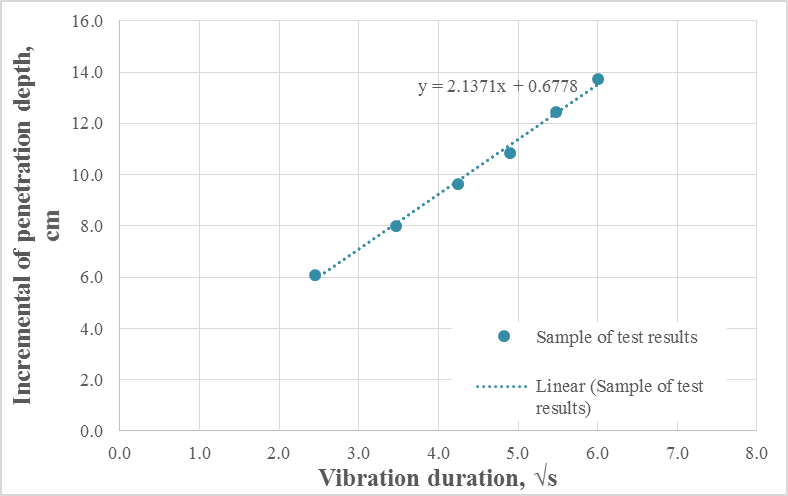 Incremental of penetration depth,
cm
16.0
14.0
12.0
10.0
8.0
6.0
4.0
2.0
0.0
y = 2.1371x + 0.6778
Sample of test results
Linear (Sample of test
results)
0.0 1.0 2.0 3.0 4.0 5.0 6.0 7.0 8.0
Vibration duration, √s